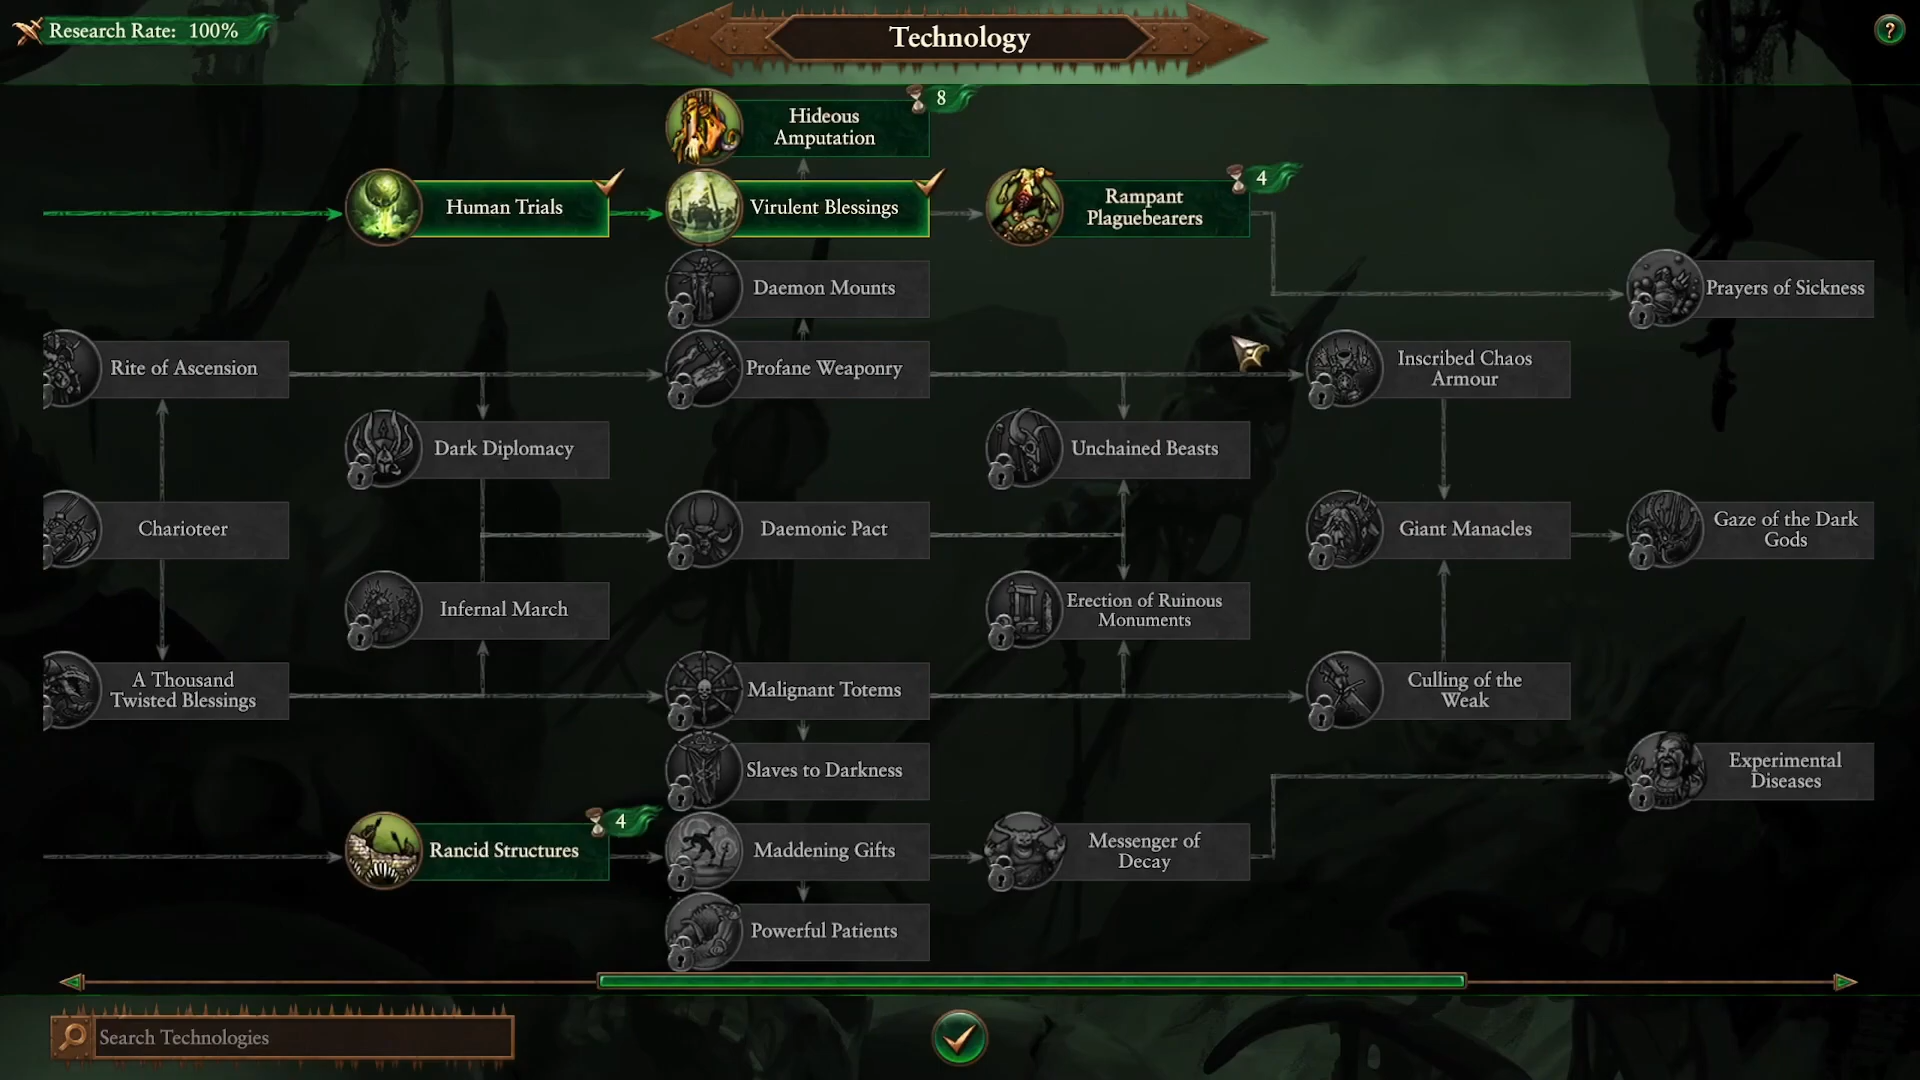 Research Rate: 100%
Technology
?
Hideous
Amputation
8
Human Trials
Virulent Blessings
Rampant
Plaguebearers
4
Daemon Mounts
Prayers of Sickness
Rite of Ascension
Profane Weaponry
Inscribed Chaos
Armour
Dark Diplomacy
Unchained Beasts
Charioteer
Daemonic Pact
Giant Manacles
Gaze of the Dark
Gods
Infernal March
Erection of Ruinous
Monuments
A Thousand
Twisted Blessings
Malignant Totems
Culling of the
Weak
Slaves to Darkness
Experimental
Diseases
Rancid Structures
4
Maddening Gifts
Messenger of
Decay
Powerful Patients
Search Technologies